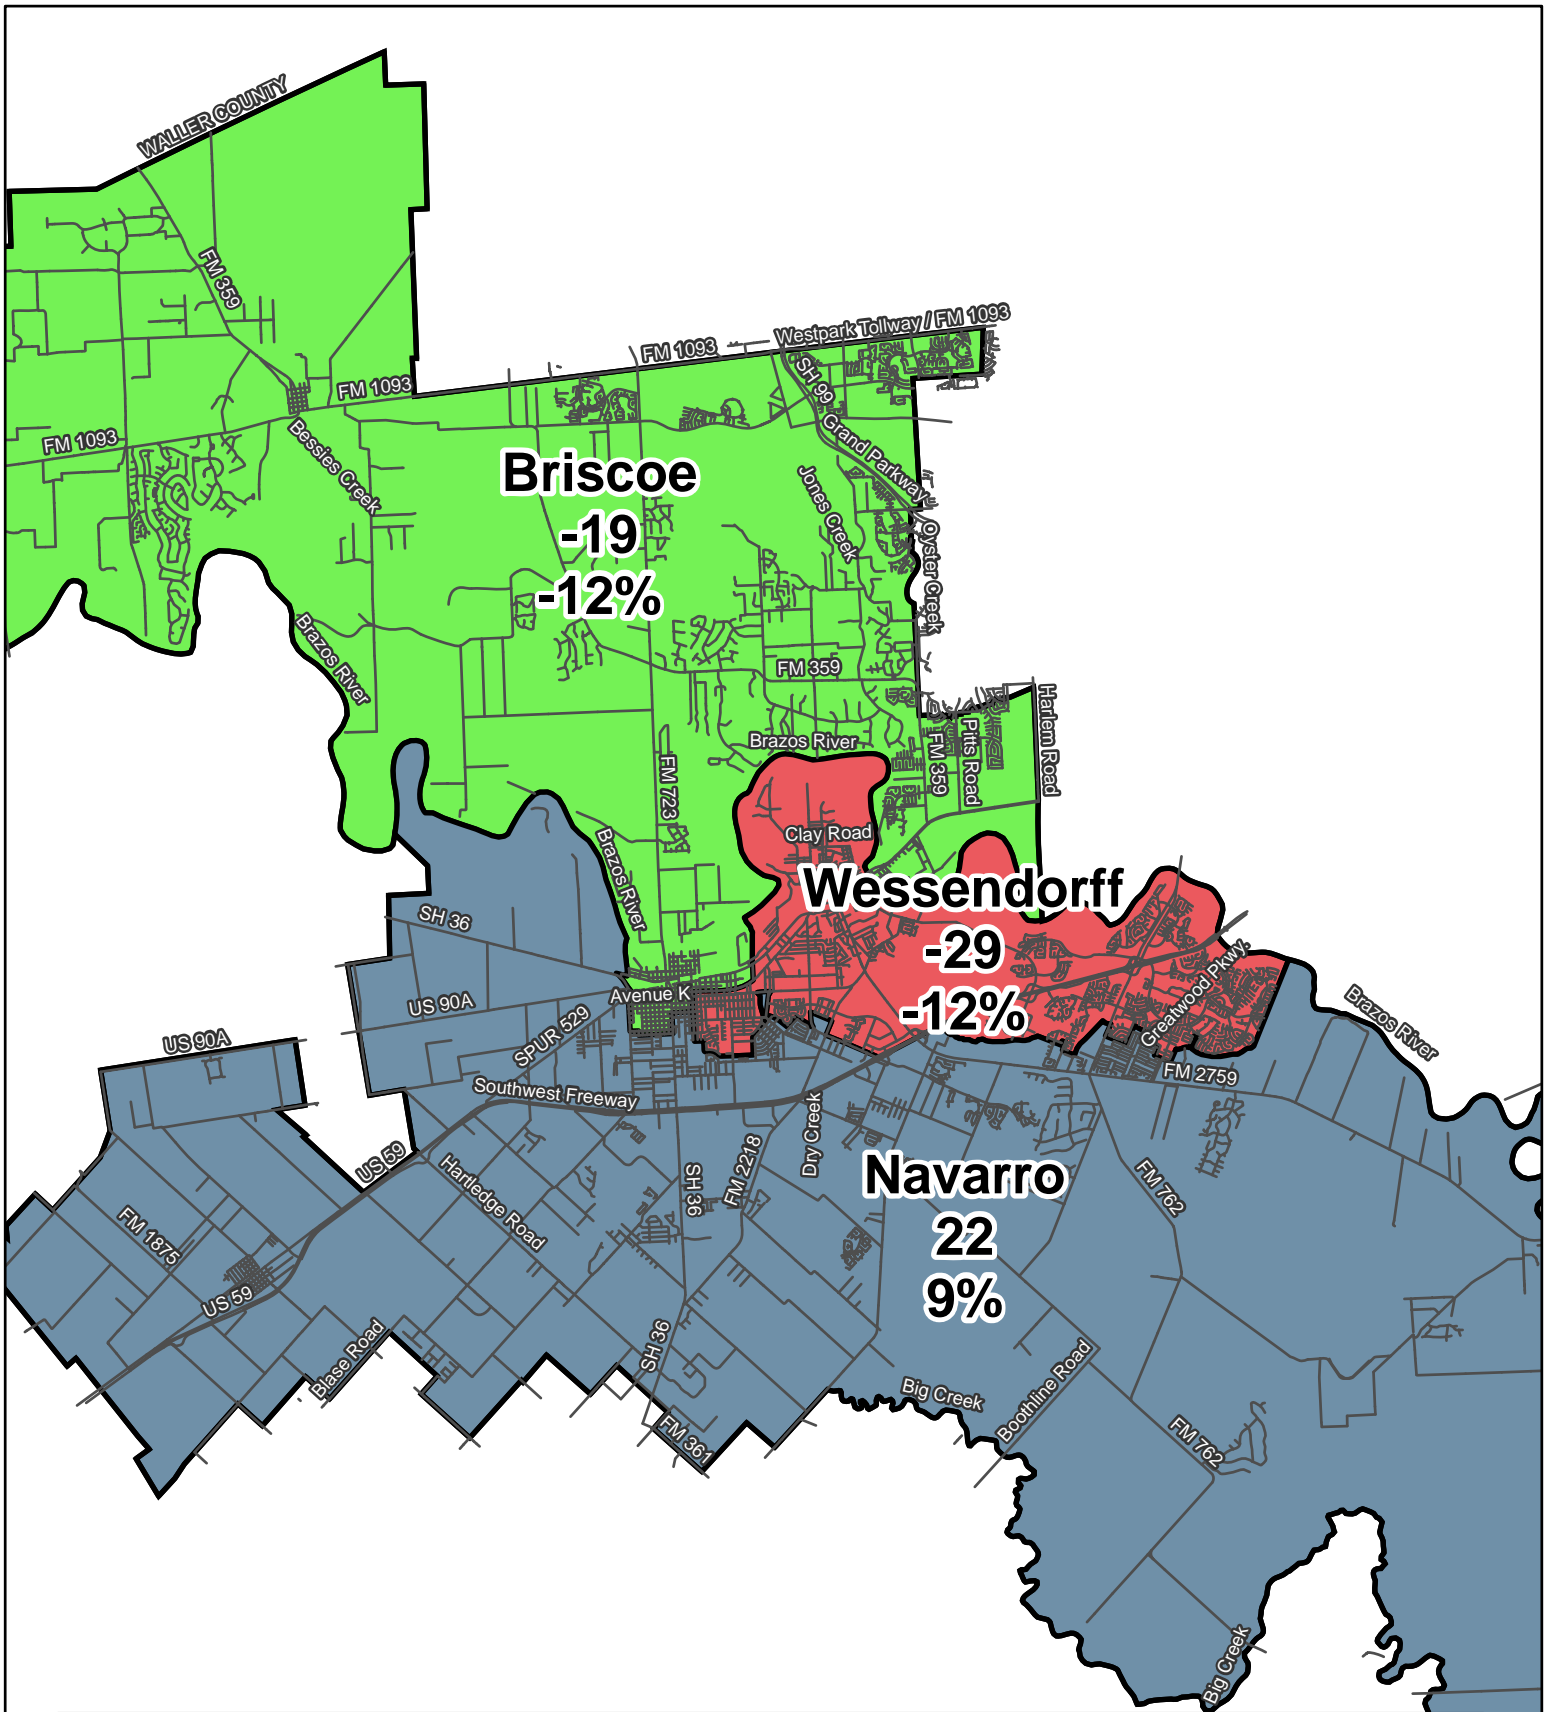 WALLER COUNTY
FM 359
Westpark Tollway / FM 1093
FM 1093
SH 99
FM 1093
FM 1093
Grand Parkway
Bessies Creek
Briscoe
-19
-12%
Jones Creek
Oyster Creek
Brazos River
FM 359
Harlem Road
Pitts Road
FM 359
Brazos River
FM 723
Clay Road
Brazos River
Wessendorff
-29
-12%
SH 36
Avenue K
US 90A
Greatwood Pkwy.
Brazos River
SPUR 529
US 90A
FM 2759
Southwest Freeway
Dry Creek
US 59
Hartledge Road
SH 36
FM 2218
Navarro
22
9%
FM 762
FM 1875
US 59
Blase Road
SH 36
Big Creek
Boothline Road
FM 361
FM 762
Big Creek